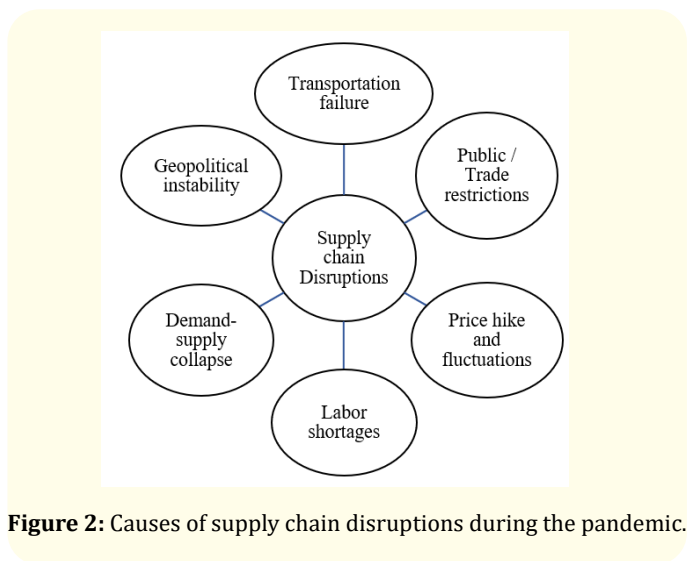 Transportation
failure
Public /
Trade
restrictions
Geopolitical
instability
Supply
chain
Disruptions
Demand-
supply
collapse
Price hike
and
fluctuations
Labor
shortages
Figure 2: Causes of supply chain disruptions during the pandemic.